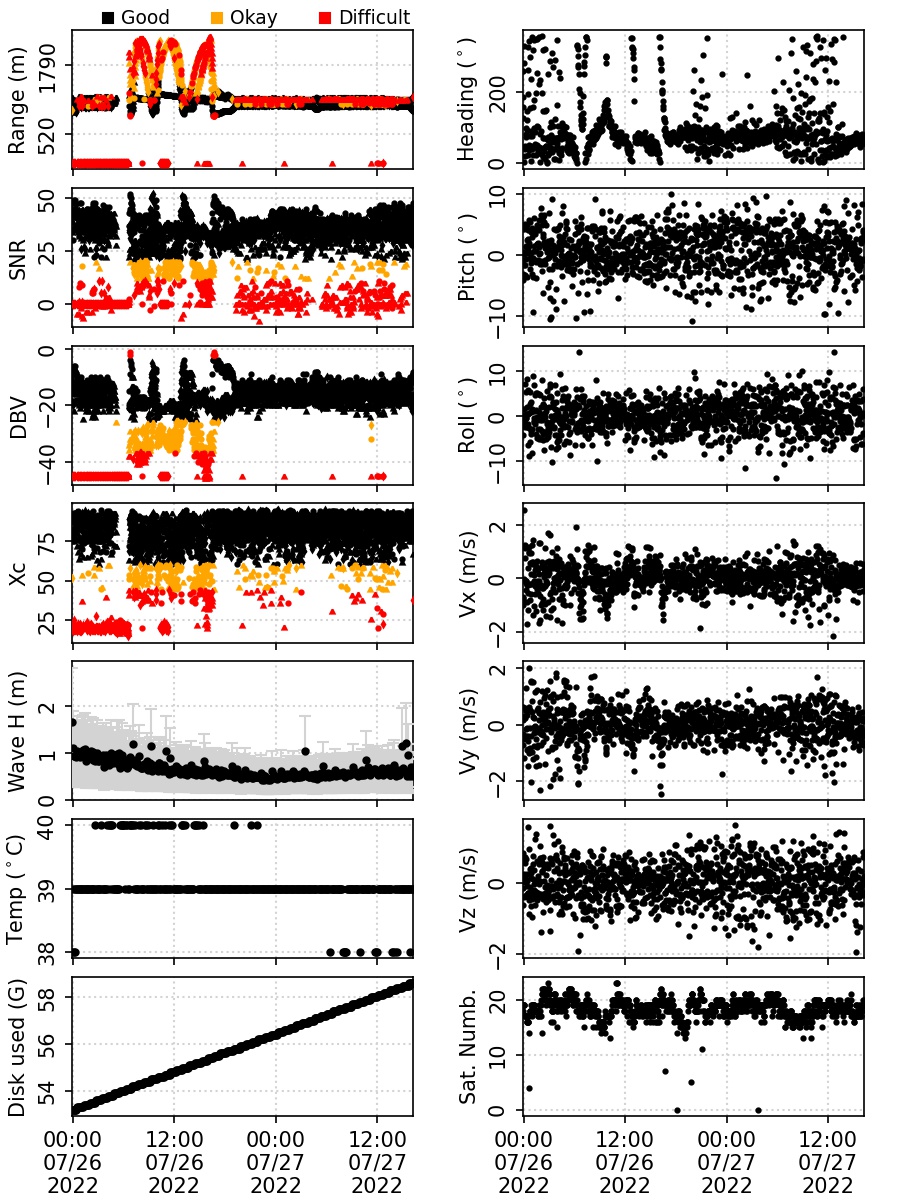 Good Okay Difficult
Range (m)
1790
520
Heading (°)
200
0
SNR
50
25
0
Pitch (°)
10
0
−10
DBV
0
−20
−40
Roll (°)
10
0
−10
Xc
75
50
25
Vx (m/s)
2
0
−2
Wave H (m)
2
1
0
Vy (m/s)
2
0
−2
Temp (°C)
40
39
38
Vz (m/s)
0
−2
Disk used (G)
58
56
54
Sat. Numb.
20
10
0
00:00 12:00 00:00 12:00
07/26 07/26 07/27 07/27
2022 2022 2022 2022
00:00 12:00 00:00 12:00
07/26 07/26 07/27 07/27
2022 2022 2022 2022